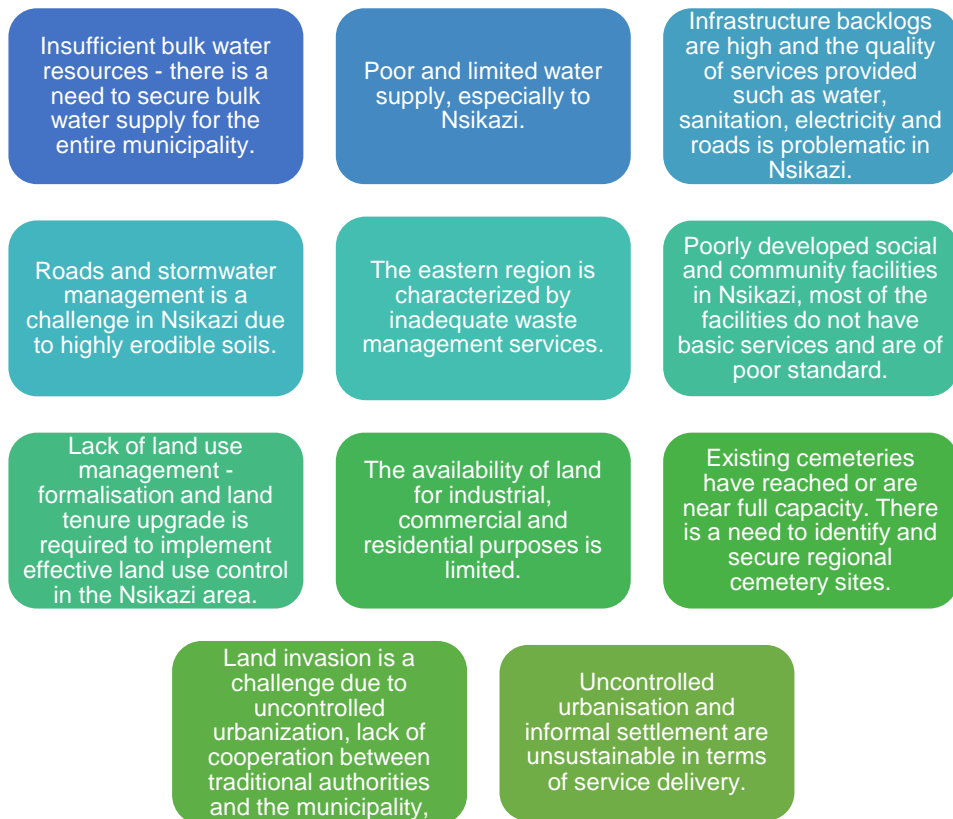 Insufficient bulk water
resources - there is a
need to secure bulk
water supply for the
entire municipality.
Poor and limited water
supply, especially to
Nsikazi.
Infrastructure backlogs
are high and the quality
of services provided
such as water,
sanitation, electricity and
roads is problematic in
Nsikazi.
Roads and stormwater
management is a
challenge in Nsikazi due
to highly erodible soils.
The eastern region is
characterized by
inadequate waste
management services.
Poorly developed social
and community facilities
in Nsikazi, most of the
facilities do not have
basic services and are of
poor standard.
Lack of land use
management -
formalisation and land
tenure upgrade is
required to implement
effective land use control
in the Nsikazi area.
The availability of land
for industrial,
commercial and
residential purposes is
limited.
Existing cemeteries
have reached or are
near full capacity. There
is a need to identify and
secure regional
cemetery sites.
Land invasion is a
challenge due to
uncontrolled
urbanization, lack of
cooperation between
traditional authorities
and the municipality,
Uncontrolled
urbanisation and
informal settlement are
unsustainable in terms
of service delivery.